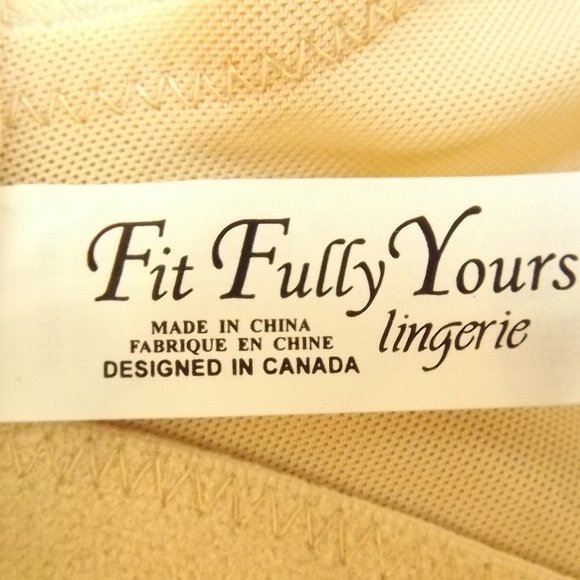 Fit Fully Yours
lingerie
MADE IN CHINA
FABRIQUE EN CHINE
DESIGNED IN CANADA